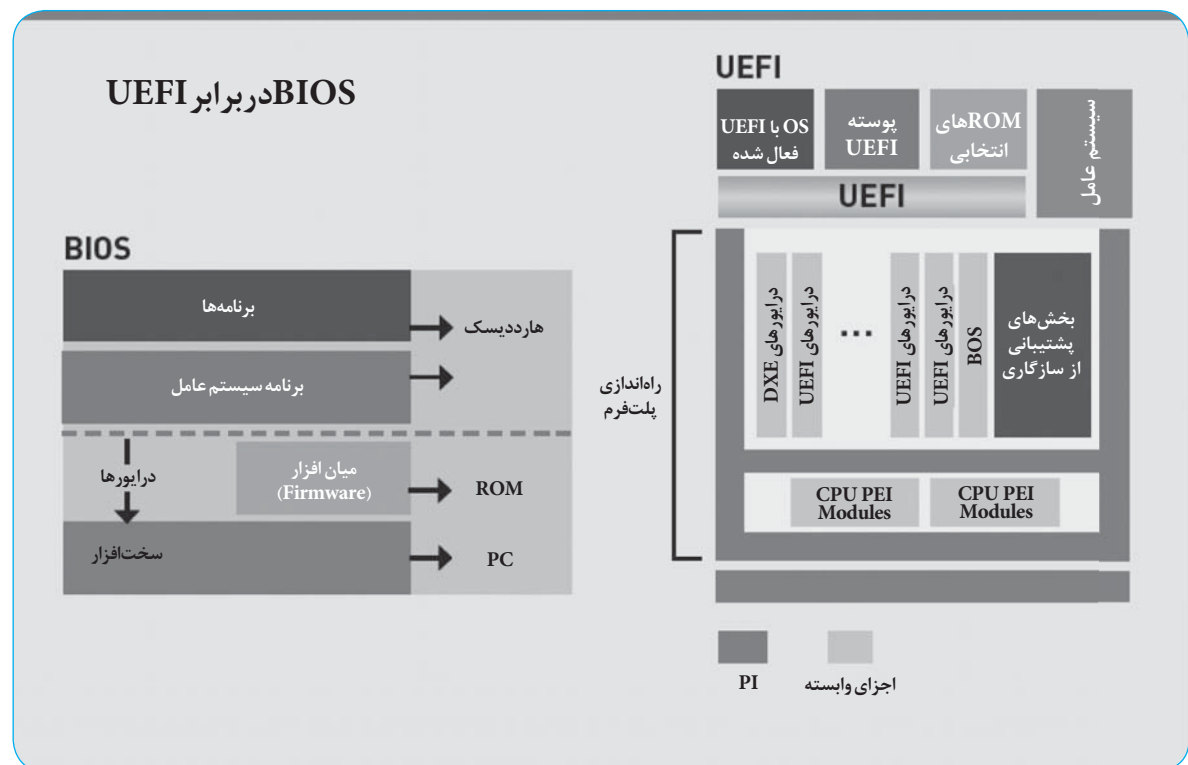 BIOS در برابر UEFI
BIOS
برنامه‌ها
هارددیسک
برنامه سیستم عامل
درایورها
میان افزار
(Firmware)
ROM
سخت‌افزار
PC
UEFI
OS با UEFI
فعال شده
پوسته
UEFI
ROMهای
انتخابی
سیستم عامل
UEFI
راه‌اندازی
پلت‌فرم
درایورهای DXE
درایورهای UEFI
...
درایورهای UEFI
درایورهای UEFI
BOS
بخش‌های
پشتیبانی
از سازگاری
CPU PEI
Modules
CPU PEI
Modules
PI
اجزای وابسته